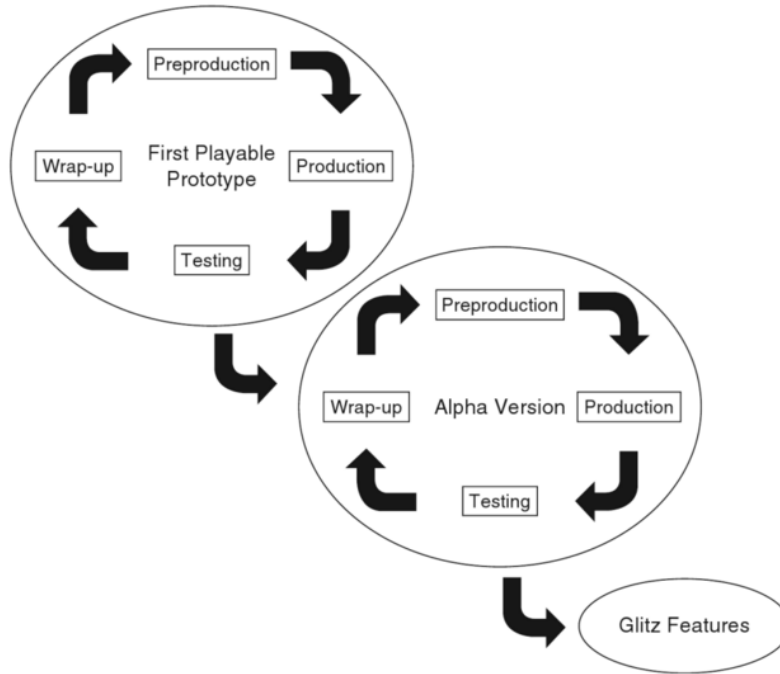 Preproduction
Wrap-up
First Playable
Prototype
Production
Testing
Preproduction
Wrap-up
Alpha Version
Production
Testing
Glitz Features